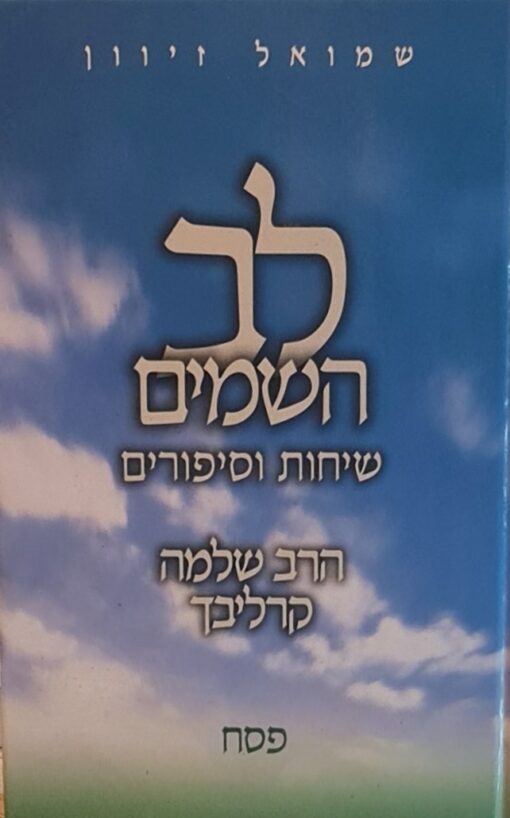 שמואל זיוון
לב
השמים
שיחות וסיפורים
הרב שלמה
קרליבך
פסח